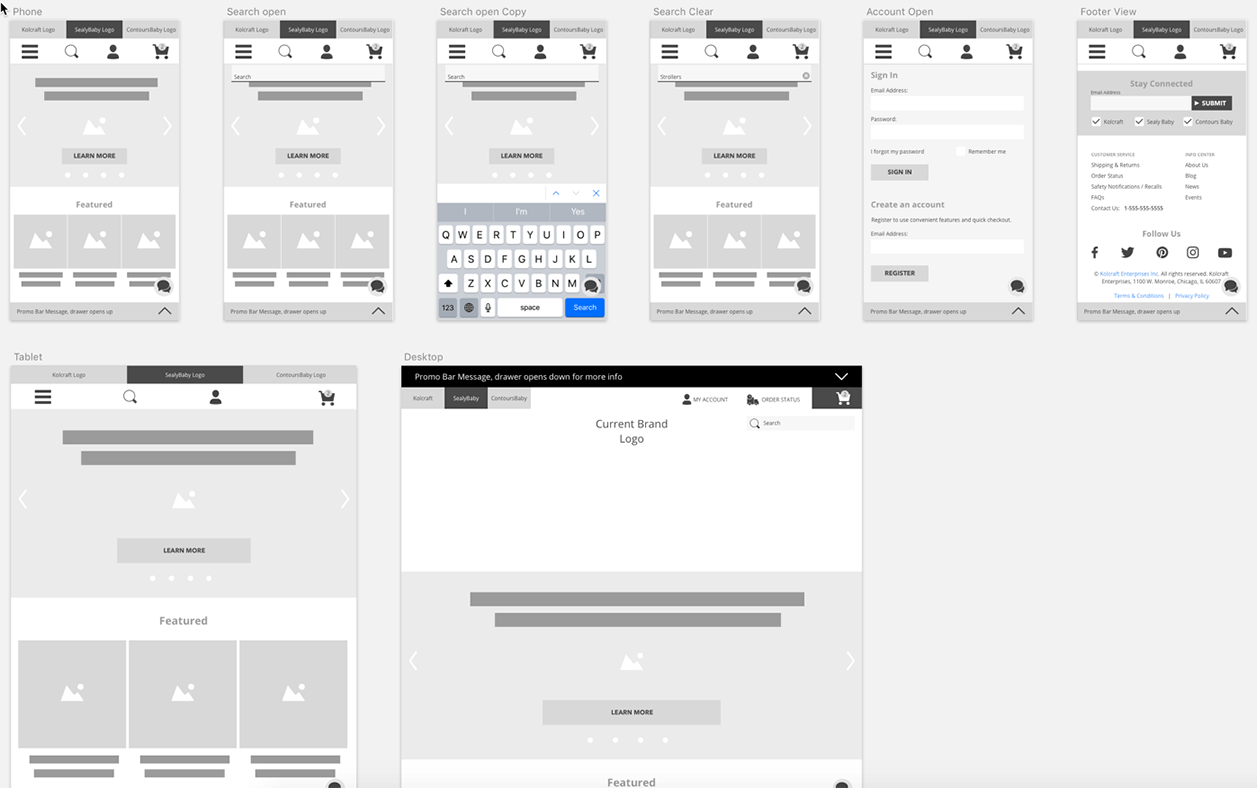 Phone
Kolcraft Logo SealyBaby Logo ContoursBaby Logo
2
LEARN MORE
Featured
Promo Bar Message, drawer opens up
Search open
Kolcraft Logo SealyBaby Logo ContoursBaby Logo
2
Search
LEARN MORE
Featured
Promo Bar Message, drawer opens up
Search open Copy
Kolcraft Logo SealyBaby Logo ContoursBaby Logo
2
Search
LEARN MORE
I I'm Yes
Q W E R T Y U I O P
A S D F G H J K L
Z X C V B N M
123 space Search
Search Clear
Kolcraft Logo SealyBaby Logo ContoursBaby Logo
2
Strollers
LEARN MORE
Featured
Promo Bar Message, drawer opens up
Account Open
Kolcraft Logo SealyBaby Logo ContoursBaby Logo
2
Sign In
Email Address:
Password:
I forgot my password Remember me
SIGN IN
Create an account
Register to use convenient features and quick checkout.
Email Address:
REGISTER
Promo Bar Message, drawer opens up
Footer View
Kolcraft Logo SealyBaby Logo ContoursBaby Logo
2
Stay Connected
Email Address
SUBMIT
Kolcraft Sealy Baby Contours Baby
CUSTOMER SERVICE INFO CENTER
Shipping & Returns About Us
Order Status Blog
Safety Notifications / Recalls News
FAQs Events
Contact Us: 1-555-555-5555
Follow Us
© Kolcraft Enterprises Inc. All rights reserved. Kolcraft
Enterprises, 1100 W. Monroe, Chicago, IL 60607
Terms & Conditions | Privacy Policy
Promo Bar Message, drawer opens up
Tablet
Kolcraft Logo SealyBaby Logo ContoursBaby Logo
2
LEARN MORE
Featured
Desktop
Promo Bar Message, drawer opens down for more info
Kolcraft SealyBaby ContoursBaby MY ACCOUNT ORDER STATUS 2
Current Brand
Logo
Search
LEARN MORE
Featured